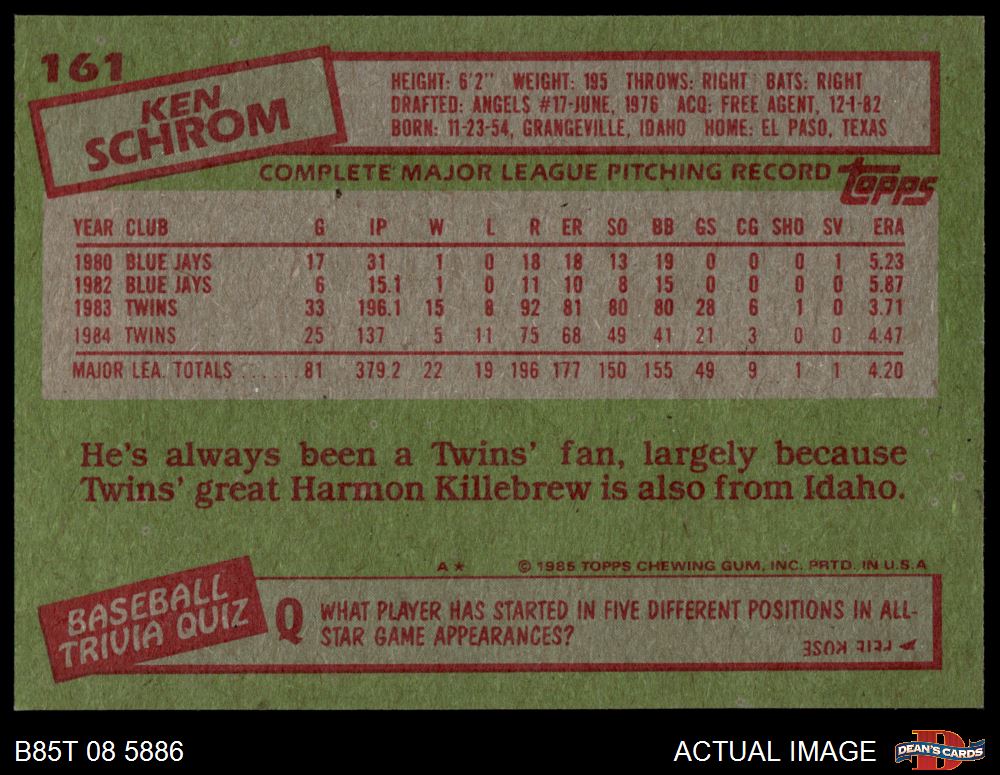 161
KEN
SCHROM
HEIGHT: 6'2" WEIGHT: 195 THROWS: RIGHT BATS: RIGHT
DRAFTED: ANGELS #17-JUNE, 1976 ACQ: FREE AGENT, 12-1-82
BORN: 11-23-54, GRANGEVILLE, IDAHO HOME: EL PASO, TEXAS
COMPLETE MAJOR LEAGUE PITCHING RECORD
topps
YEAR CLUB G IP W L R ER SO BB GS CG SHO SV ERA
1980 BLUE JAYS 17 31 1 0 18 18 13 19 0 0 0 1 5.23
1982 BLUE JAYS 6 15.1 1 0 11 10 8 15 0 0 0 0 5.87
1983 TWINS 33 196.1 15 8 92 81 80 80 28 6 1 0 3.71
1984 TWINS 25 137 5 11 75 68 49 41 21 3 0 0 4.47
MAJOR LEA. TOTALS ...... 81 379.2 22 19 196 177 150 155 49 9 1 1 4.20
He's always been a Twins' fan, largely because
Twins' great Harmon Killebrew is also from Idaho.
A★ © 1985 TOPPS CHEWING GUM, INC. PRTD. IN U.S.A
BASEBALL
TRIVIA QUIZ
Q WHAT PLAYER HAS STARTED IN FIVE DIFFERENT POSITIONS IN ALL-
STAR GAME APPEARANCES?
PETE ROSE
B85T 08 5886
ACTUAL IMAGE
DEAN'S CARDS